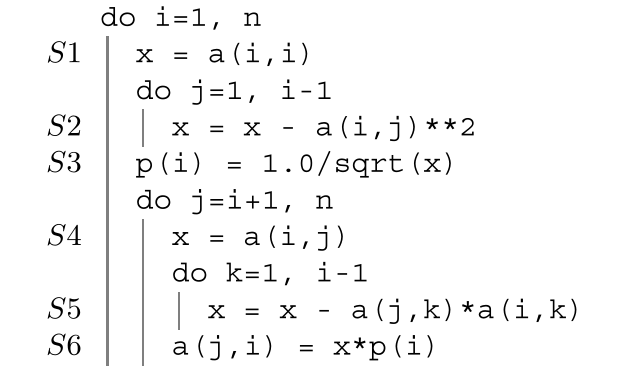 do i=1, n
S1 x = a(i,i)
do j=1, i-1
S2 x = x - a(i,j)**2
S3 p(i) = 1.0/sqrt(x)
do j=i+1, n
S4 x = a(i,j)
do k=1, i-1
S5 x = x - a(j,k)*a(i,k)
S6 a(j,i) = x*p(i)